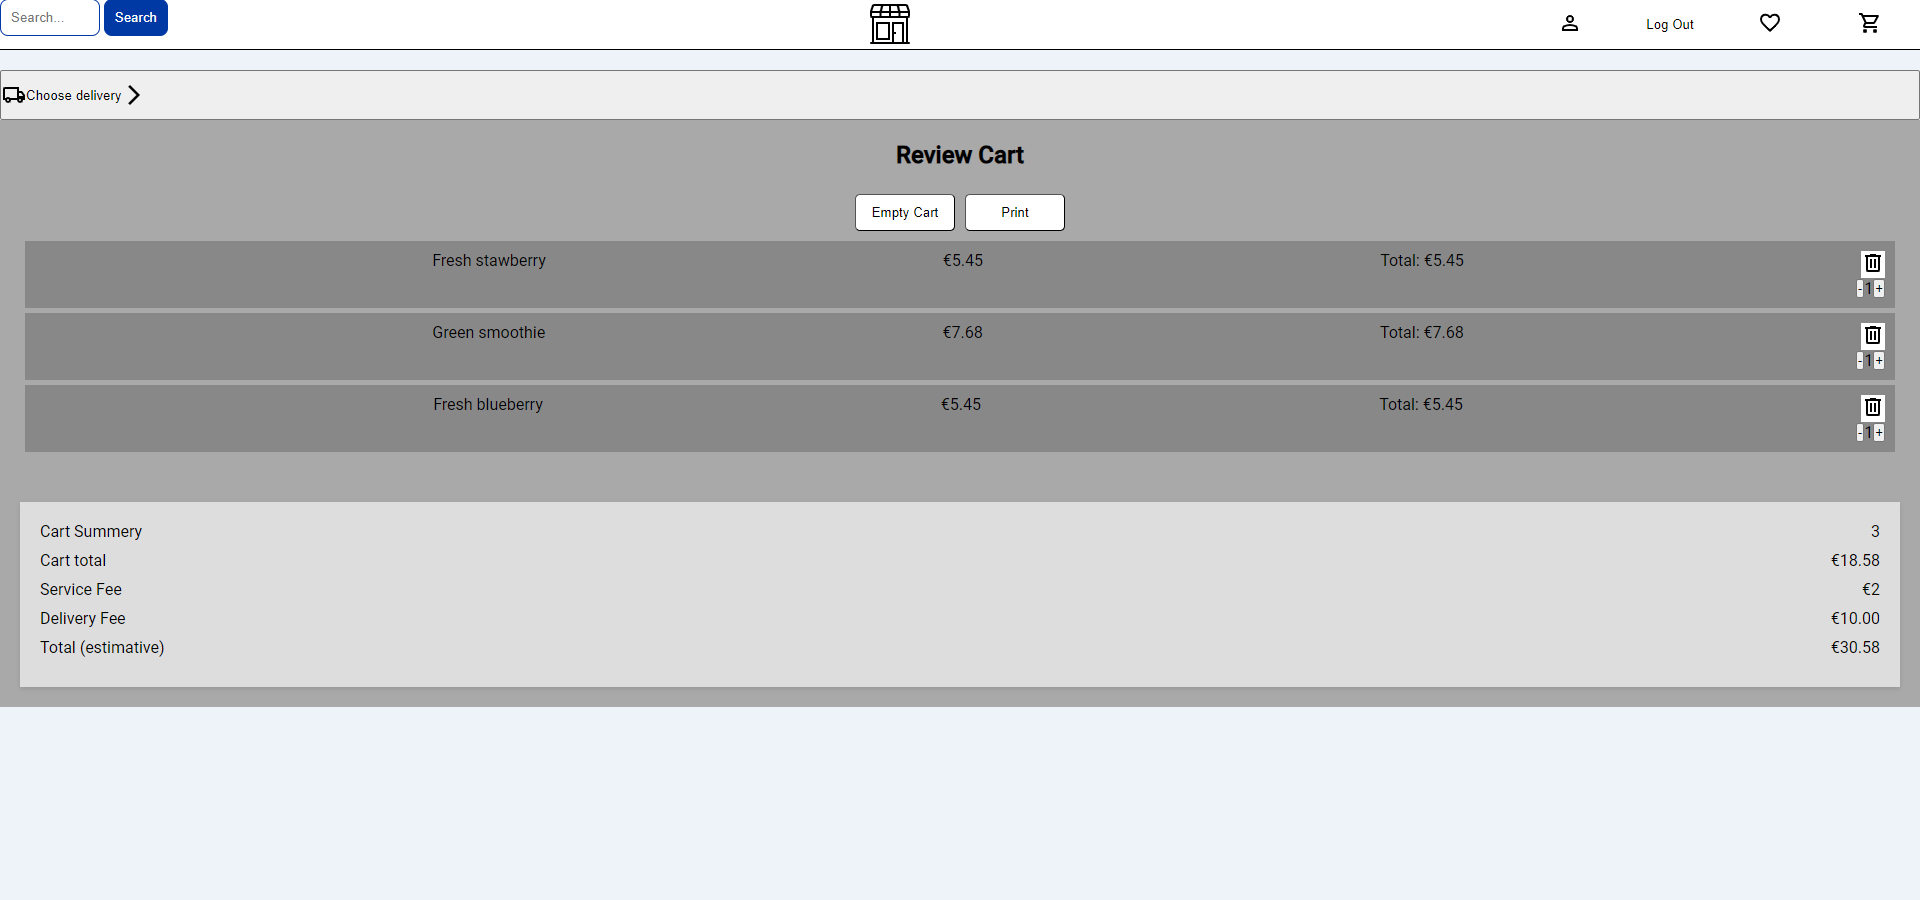 Search... Search Log Out
Choose delivery
Review Cart
Empty Cart Print
Fresh stawberry €5.45 Total: €5.45
-1+
Green smoothie €7.68 Total: €7.68
-1+
Fresh blueberry €5.45 Total: €5.45
-1+
Cart Summery 3
Cart total €18.58
Service Fee €2
Delivery Fee €10.00
Total (estimative) €30.58